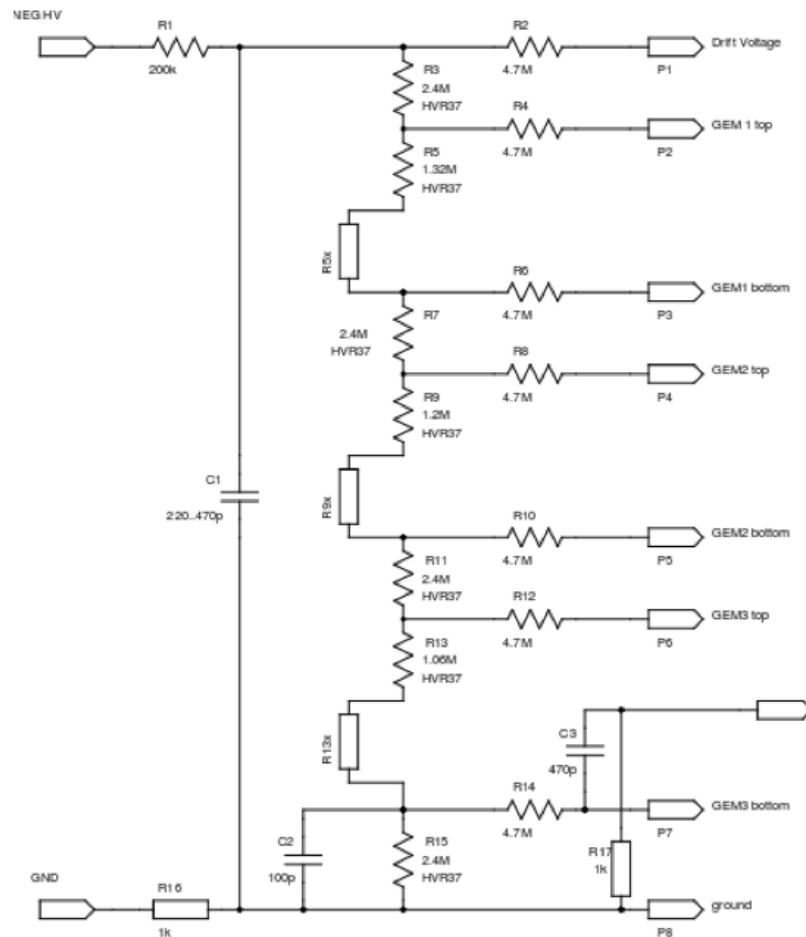 NEGHV
R1
200k
R2
4.7M
Drift Voltage
P1
R3
2.4M
HVR37
R4
4.7M
GEM 1 top
P2
R5
1.32M
HVR37
R5x
R6
4.7M
GEM1 bottom
P3
R7
2.4M
HVR37
R8
4.7M
GEM2 top
P4
R9
1.2M
HVR37
R9x
C1
220..470p
R10
4.7M
GEM2 bottom
P5
R11
2.4M
HVR37
R12
4.7M
GEM3 top
P6
R13
1.06M
HVR37
R13x
C3
470p
R14
4.7M
GEM3 bottom
P7
C2
100p
R15
2.4M
HVR37
R17
1k
GND
R16
1k
ground
P8